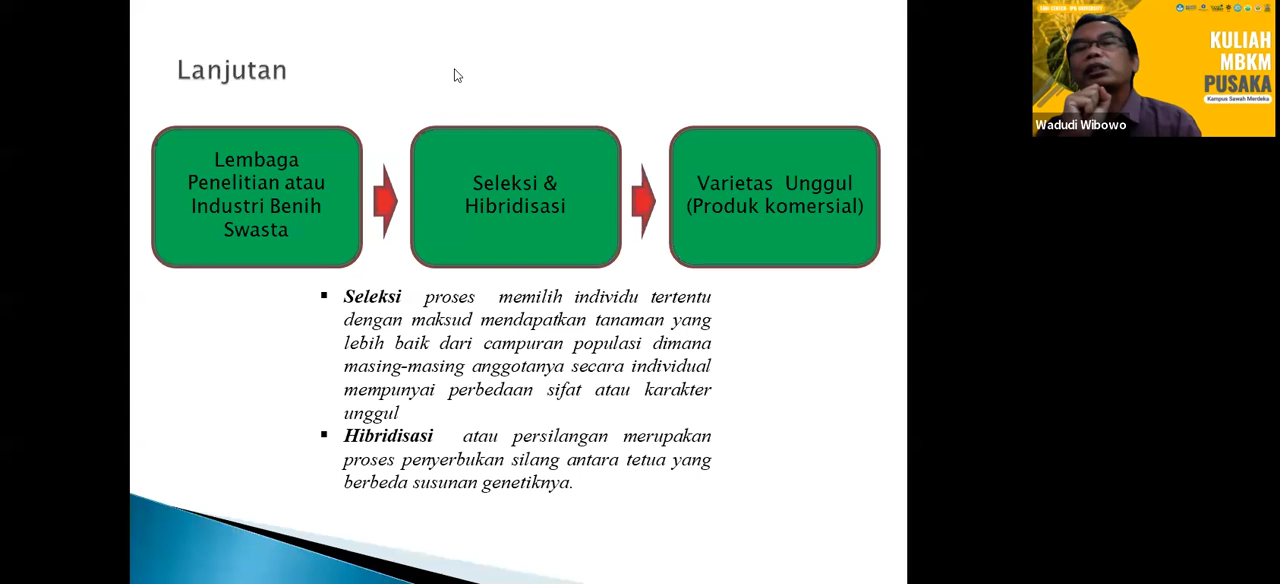 Lanjutan
Lembaga
Penelitian atau
Industri Benih
Swasta
Seleksi &
Hibridisasi
Varietas Unggul
(Produk komersial)
Seleksi proses memilih individu tertentu
dengan maksud mendapatkan tanaman yang
lebih baik dari campuran populasi dimana
masing-masing anggotanya secara individual
mempunyai perbedaan sifat atau karakter
unggul
Hibridisasi atau persilangan merupakan
proses penyerbukan silang antara tetua yang
berbeda susunan genetiknya.
KULIAH
MBKM
PUSAKA
Kampus Sawah Merdeka
Wadudi Wibowo